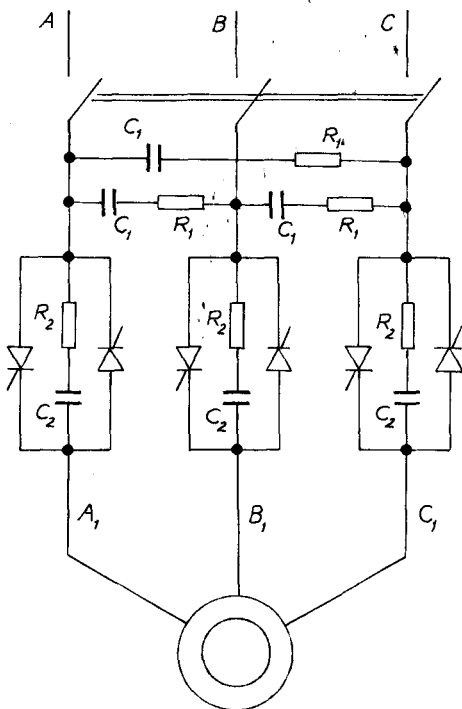 A B C
C₁ R₁
C₁ R₁ C₁ R₁
R₂ R₂ R₂
C₂ C₂ C₂
A₁ B₁ C₁